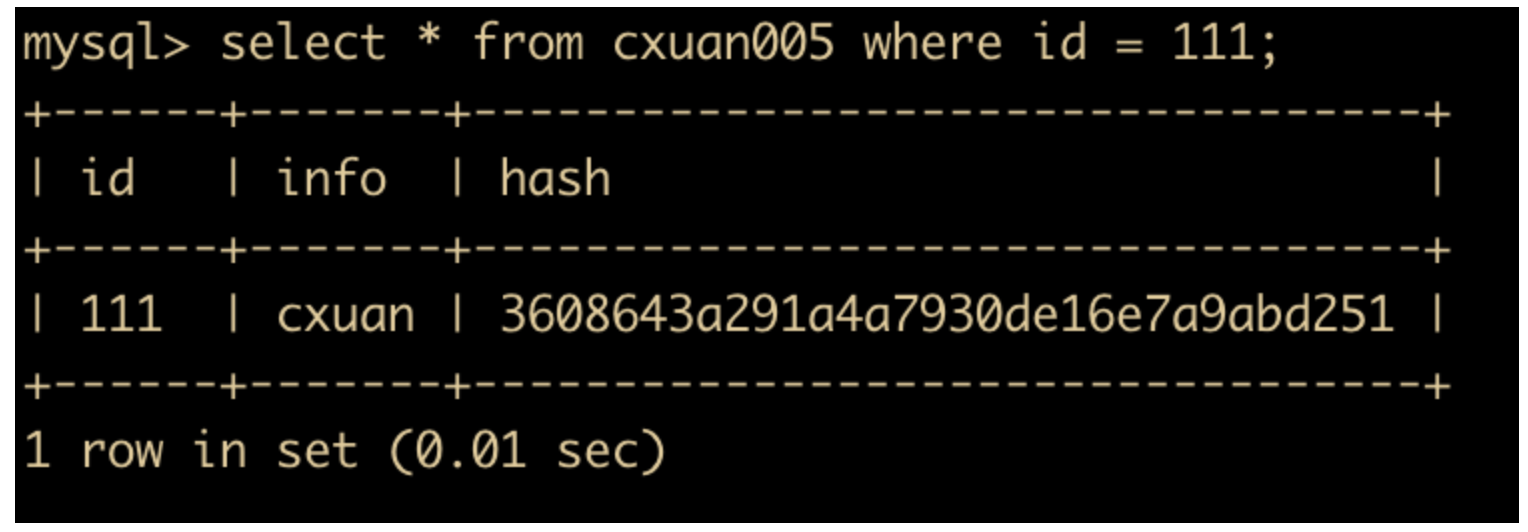 mysql> select * from cxuan005 where id = 111;
+------+-------+----------------------------------+
| id   | info  | hash                             |
+------+-------+----------------------------------+
| 111  | cxuan | 3608643a291a4a7930de16e7a9abd251 |
+------+-------+----------------------------------+
1 row in set (0.01 sec)